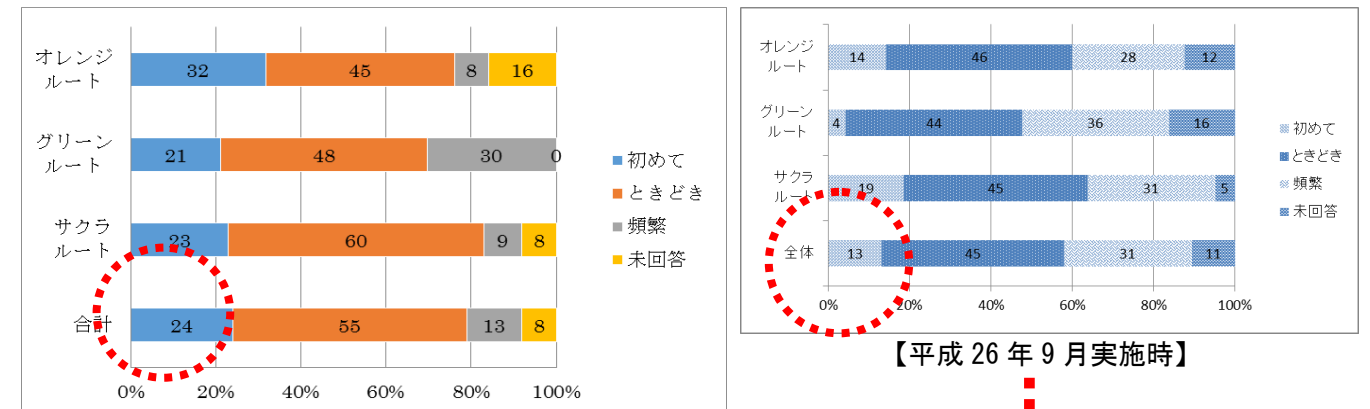 オレンジ
ルート
32 45 8 16
グリーン
ルート
21 48 30 0
サクラ
ルート
23 60 9 8
合計
24 55 13 8
0% 20% 40% 60% 80% 100%
初めて
ときどき
頻繁
未回答
オレンジ
ルート
14 46 28 12
グリーン
ルート
4 44 36 16
サクラ
ルート
19 45 31 5
全体
13 45 31 11
0% 20% 40% 60% 80% 100%
初めて
ときどき
頻繁
未回答
【平成 26 年 9 月実施時】